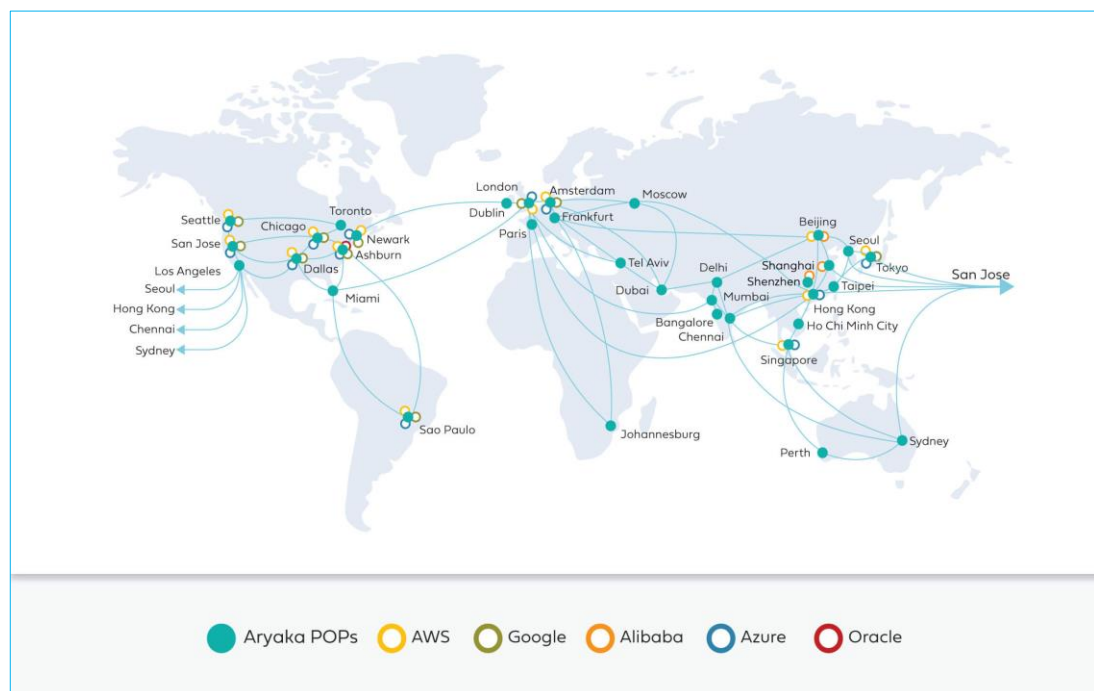 London
Amsterdam
Moscow
Seattle
Chicago
Toronto
Dublin
Frankfurt
Beijing
San Jose
Newark
Paris
Seoul
Ashburn
Los Angeles
Dallas
Tel Aviv
Delhi
Shanghai
Tokyo
San Jose
Seoul
Miami
Dubai
Mumbai
Shenzhen
Taipei
Hong Kong
Bangalore
Hong Kong
Chennai
Chennai
Ho Chi Minh City
Sydney
Singapore
Sao Paulo
Johannesburg
Perth
Sydney
Aryaka POPs
AWS
Google
Alibaba
Azure
Oracle